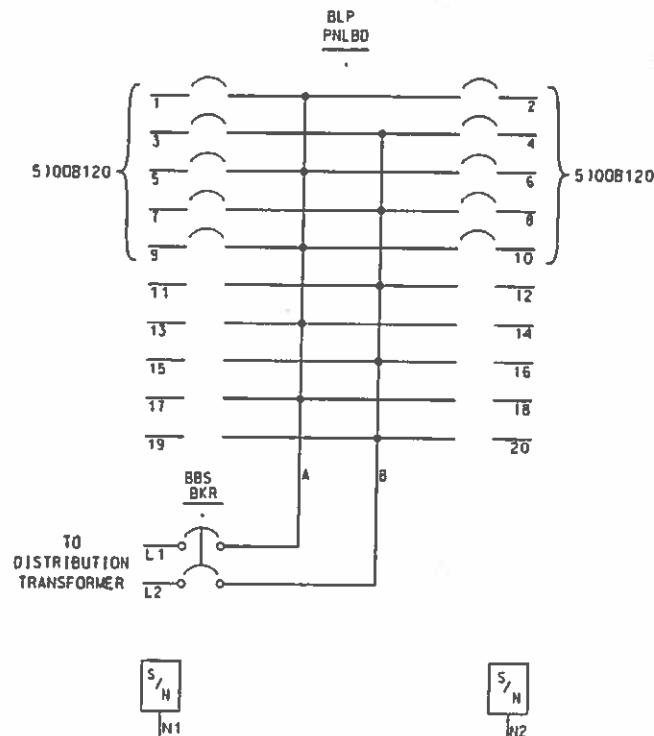 BLP
PNLBD
1
2
3
4
5)00B120
5
6
5)00B120
7
8
9
10
11
12
13
14
15
16
17
18
19
20
A
B
BBS
BKR
TO
DISTRIBUTION
TRANSFORMER
L1
L2
S/N
S/N
N1
N2